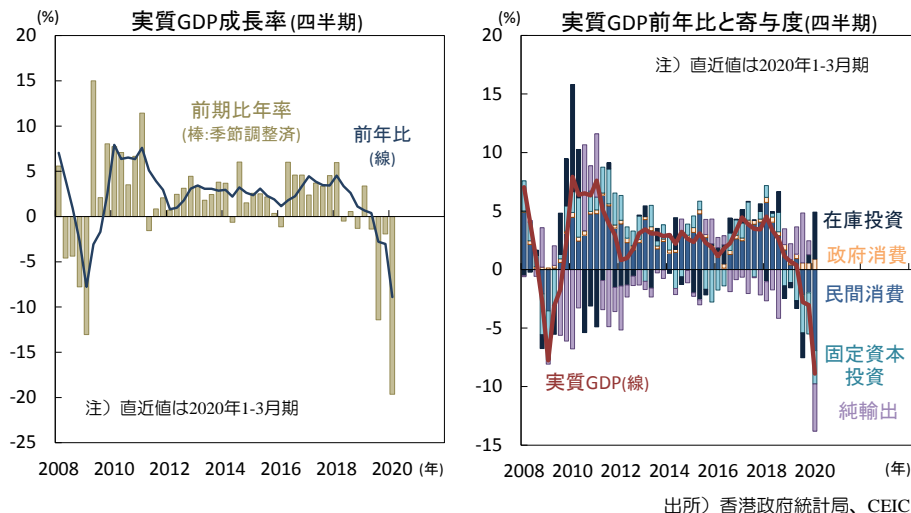 実質GDP成長率(四半期)
(%)
20
15
10
5
0
-5
-10
-15
-20
-25
前期比年率
(棒:季節調整済)
前年比
(線)
注）直近値は2020年1-3月期
2008 2010 2012 2014 2016 2018 2020 (年)
実質GDP前年比と寄与度(四半期)
(%)
20
15
10
5
0
-5
-10
-15
注）直近値は2020年1-3月期
在庫投資
政府消費
民間消費
固定資本
投資
純輸出
実質GDP(線)
2008 2010 2012 2014 2016 2018 2020 (年)
出所）香港政府統計局、CEIC